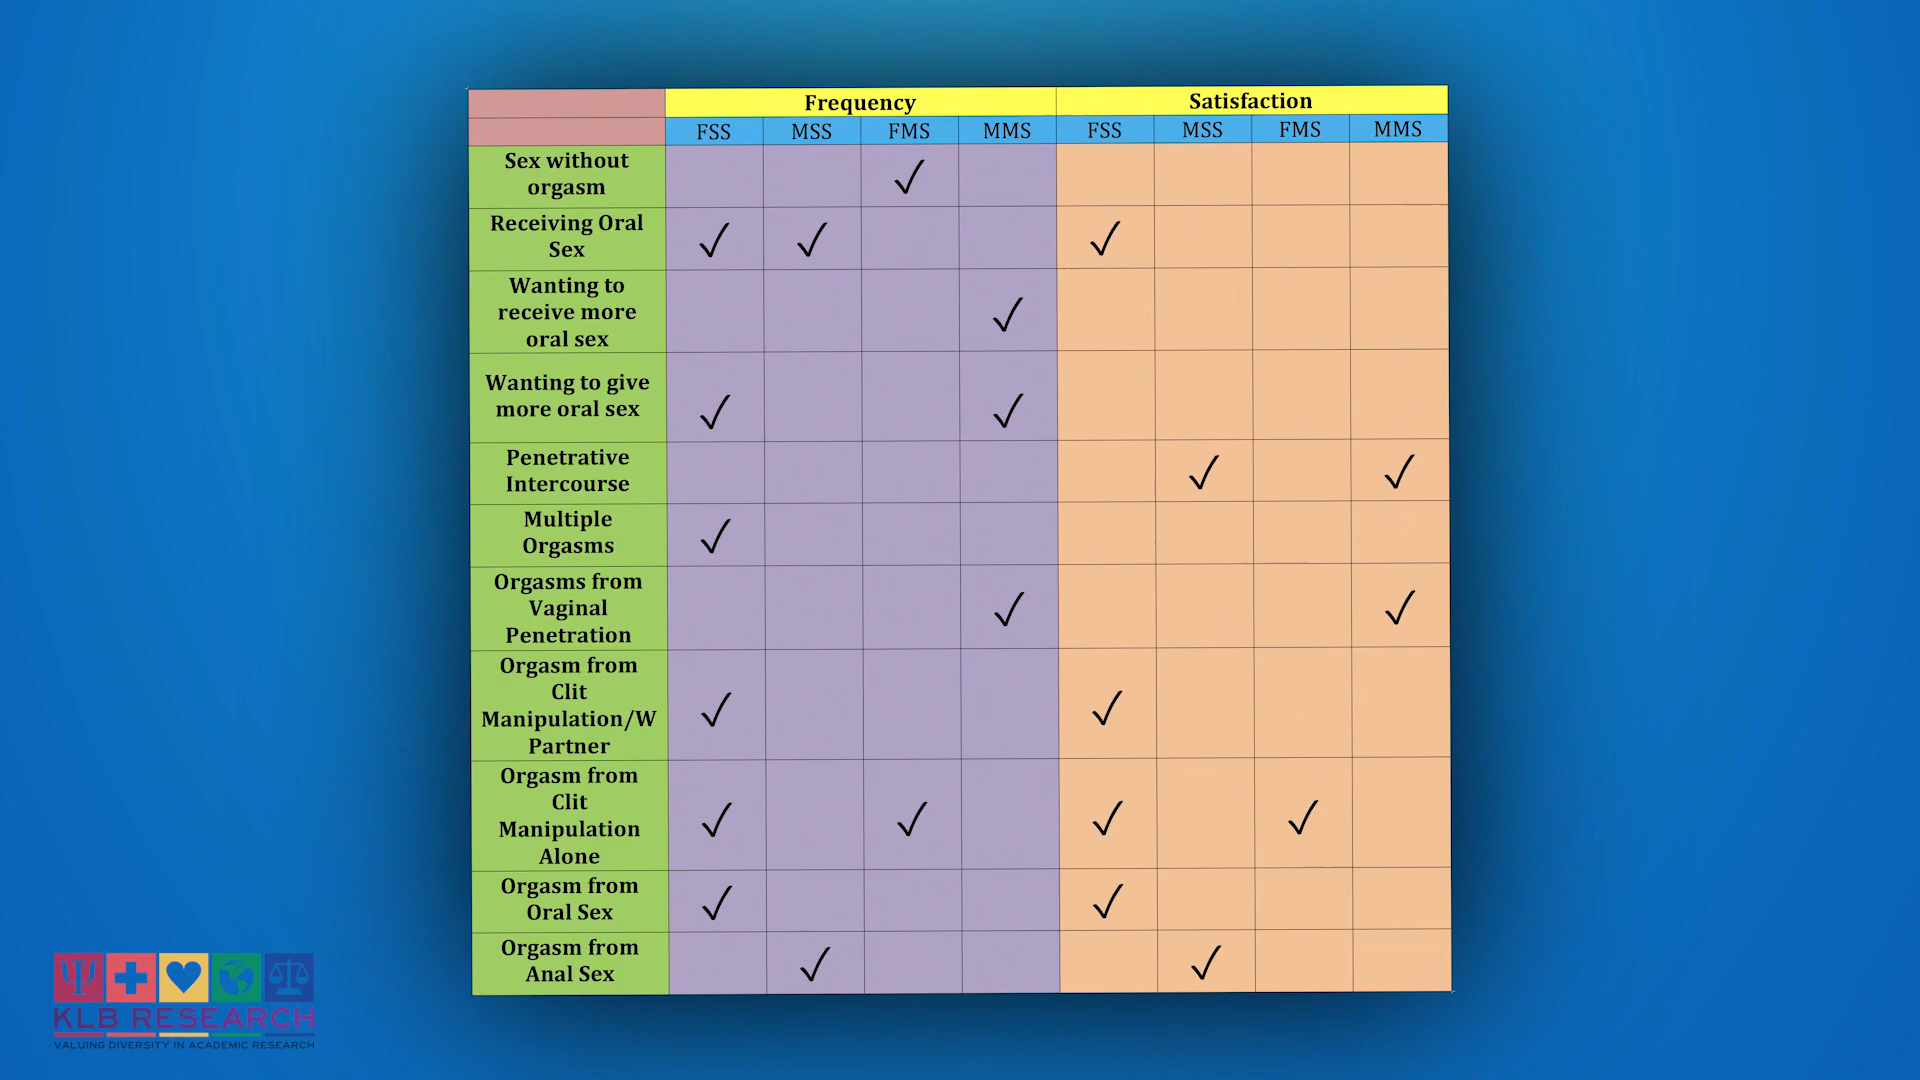 Frequency Satisfaction
FSS MSS FMS MMS FSS MSS FMS MMS
Sex without
orgasm
Receiving Oral
Sex
Wanting to
receive more
oral sex
Wanting to give
more oral sex
Penetrative
Intercourse
Multiple
Orgasms
Orgasms from
Vaginal
Penetration
Orgasm from
Clit
Manipulation/W
Partner
Orgasm from
Clit
Manipulation
Alone
Orgasm from
Oral Sex
Orgasm from
Anal Sex
KLB RESEARCH
VALUING DIVERSITY IN ACADEMIC RESEARCH